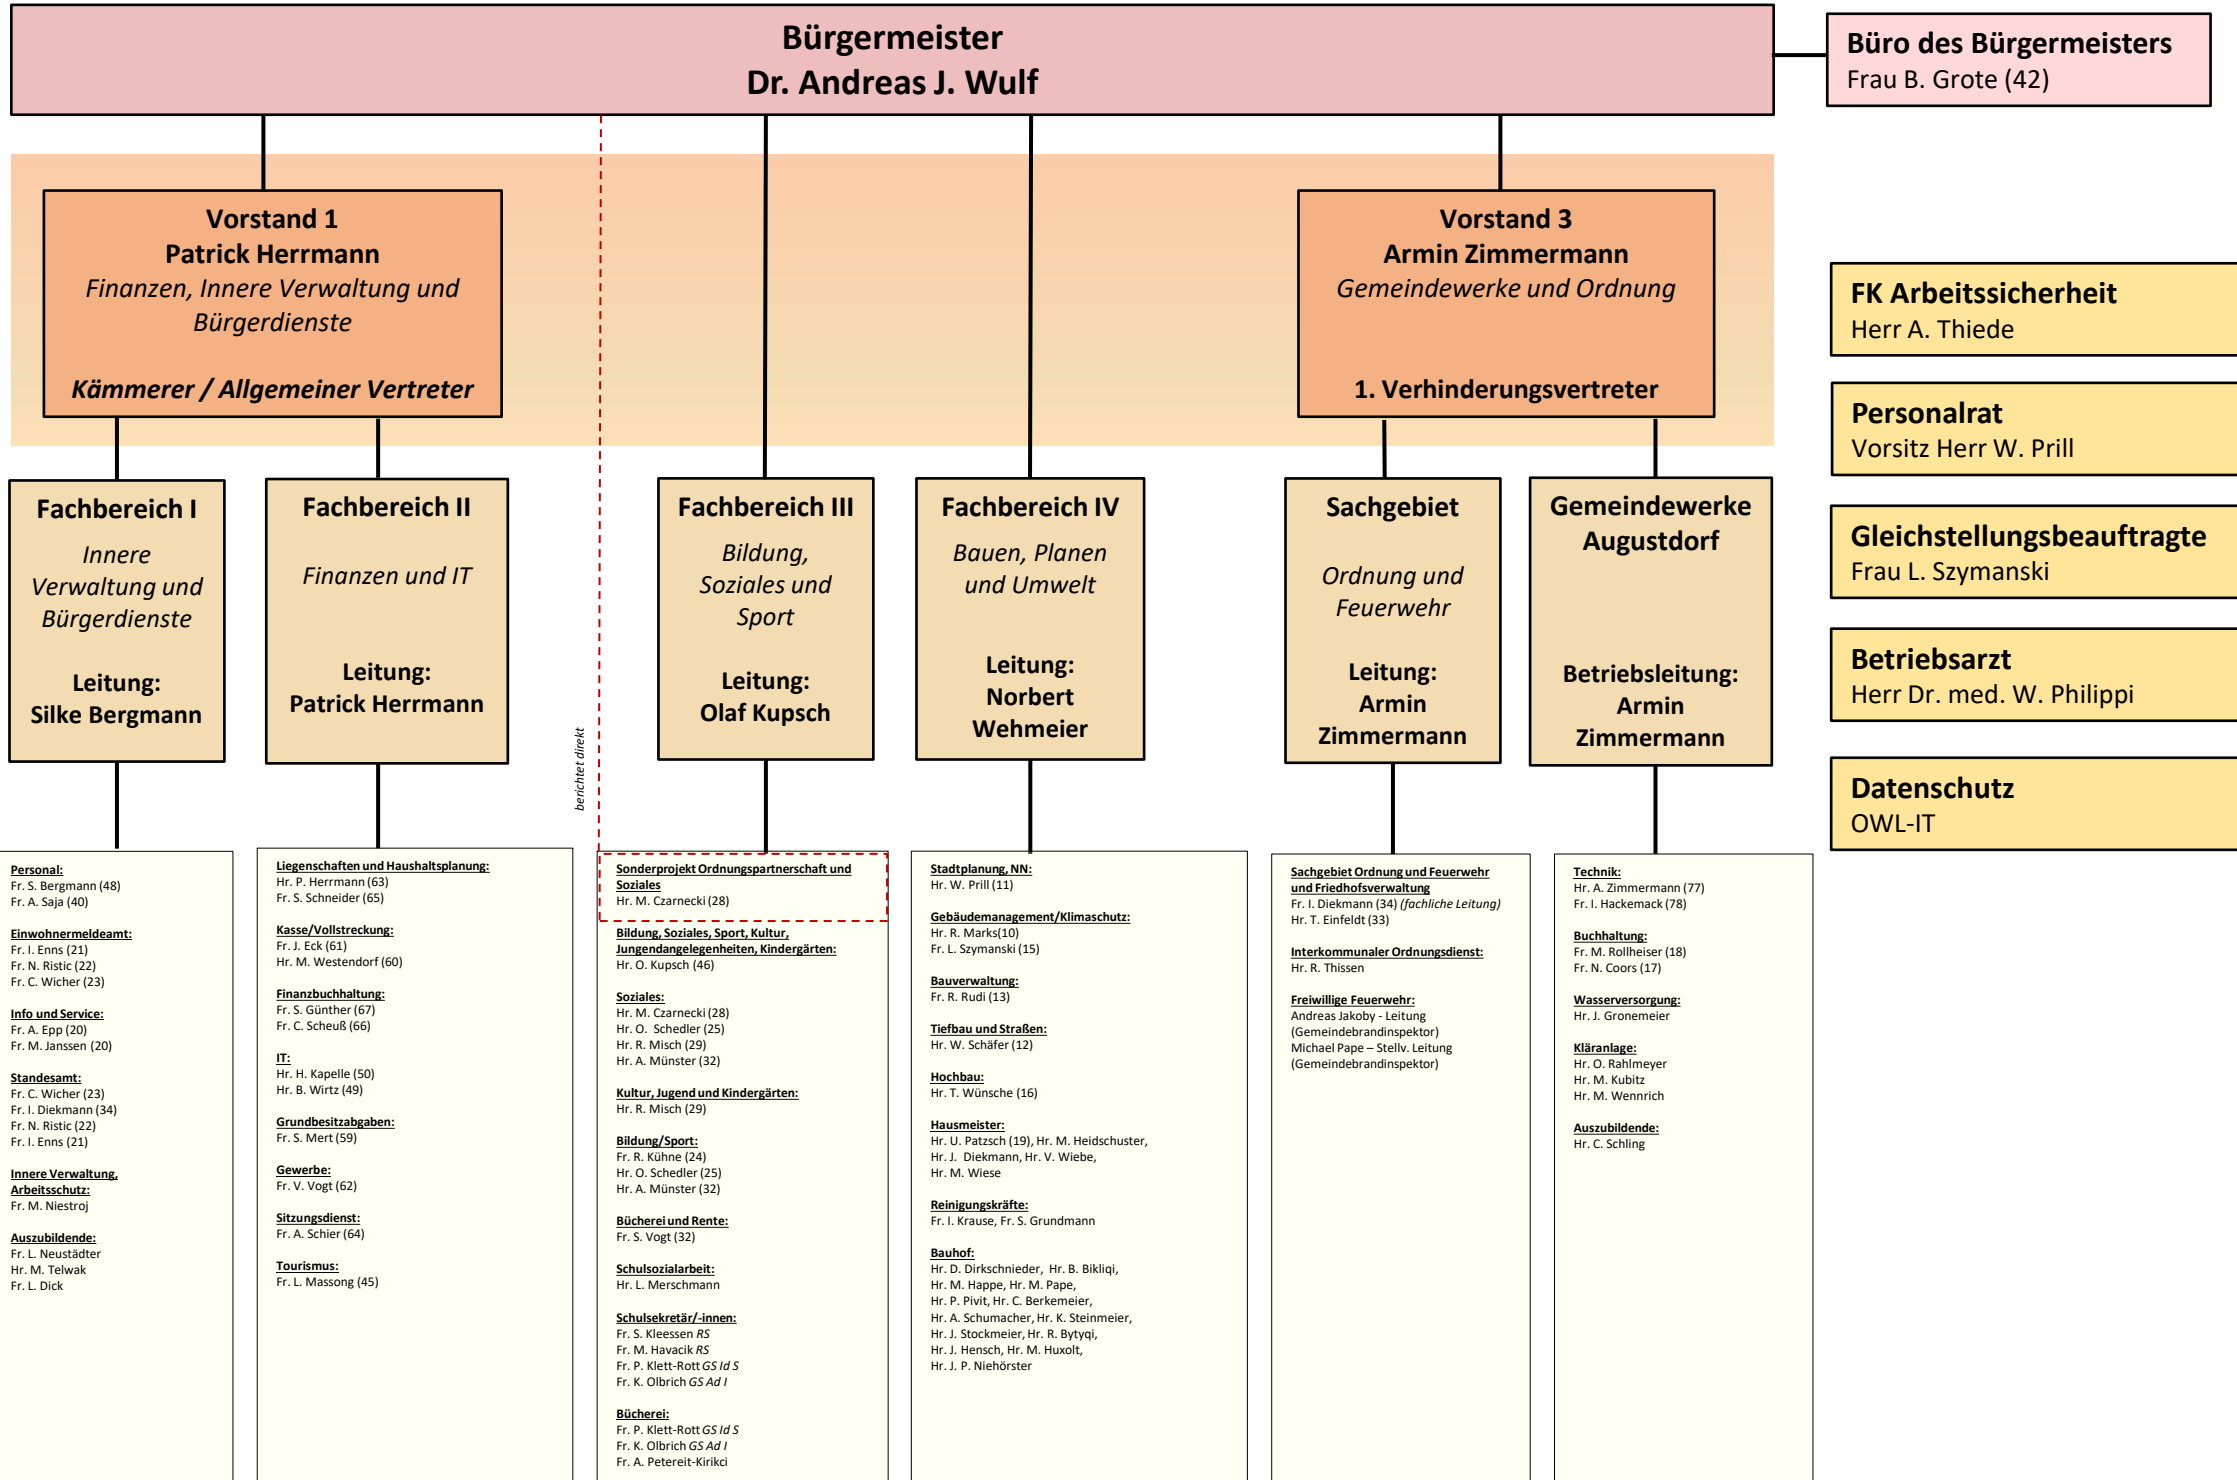 Bürgermeister
Dr. Andreas J. Wulf
Büro des Bürgermeisters
Frau B. Grote (42)
Vorstand 1
Patrick Herrmann
Finanzen, Innere Verwaltung und
Bürgerdienste
Kämmerer / Allgemeiner Vertreter
Vorstand 3
Armin Zimmermann
Gemeindewerke und Ordnung
1. Verhinderungsvertreter
FK Arbeitssicherheit
Herr A. Thiede
Personalrat
Vorsitz Herr W. Prill
Gleichstellungsbeauftragte
Frau L. Szymanski
Betriebsarzt
Herr Dr. med. W. Philippi
Datenschutz
OWL-IT
Fachbereich I
Innere
Verwaltung und
Bürgerdienste
Leitung:
Silke Bergmann
Fachbereich II
Finanzen und IT
Leitung:
Patrick Herrmann
berichtet direkt
Fachbereich III
Bildung,
Soziales und
Sport
Leitung:
Olaf Kupsch
Fachbereich IV
Bauen, Planen
und Umwelt
Leitung:
Norbert
Wehmeier
Sachgebiet
Ordnung und
Feuerwehr
Leitung:
Armin
Zimmermann
Gemeindewerke
Augustdorf
Betriebsleitung:
Armin
Zimmermann
Personal:
Fr. S. Bergmann (48)
Fr. A. Saja (40)
Einwohnermeldeamt:
Fr. I. Enns (21)
Fr. N. Ristic (22)
Fr. C. Wicher (23)
Info und Service:
Fr. A. Epp (20)
Fr. M. Janssen (20)
Standesamt:
Fr. C. Wicher (23)
Fr. I. Diekmann (34)
Fr. N. Ristic (22)
Fr. I. Enns (21)
Innere Verwaltung,
Arbeitsschutz:
Fr. M. Niestroj
Auszubildende:
Fr. L. Neustädter
Hr. M. Telwak
Fr. L. Dick
Liegenschaften und Haushaltsplanung:
Hr. P. Herrmann (63)
Fr. S. Schneider (65)
Kasse/Vollstreckung:
Fr. J. Eck (61)
Hr. M. Westendorf (60)
Finanzbuchhaltung:
Fr. S. Günther (67)
Fr. C. Scheuß (66)
IT:
Hr. H. Kapelle (50)
Hr. B. Wirtz (49)
Grundbesitzabgaben:
Fr. S. Mert (59)
Gewerbe:
Fr. V. Vogt (62)
Sitzungsdienst:
Fr. A. Schier (64)
Tourismus:
Fr. L. Massong (45)
Sonderprojekt Ordnungspartnerschaft und
Soziales
Hr. M. Czarnecki (28)
Bildung, Soziales, Sport, Kultur,
Jungendangelegenheiten, Kindergärten:
Hr. O. Kupsch (46)
Soziales:
Hr. M. Czarnecki (28)
Hr. O. Schedler (25)
Hr. R. Misch (29)
Hr. A. Münster (32)
Kultur, Jugend und Kindergärten:
Hr. R. Misch (29)
Bildung/Sport:
Fr. R. Kühne (24)
Hr. O. Schedler (25)
Hr. A. Münster (32)
Bücherei und Rente:
Fr. S. Vogt (32)
Schulsozialarbeit:
Hr. L. Merschmann
Schulsekretär/-innen:
Fr. S. Kleessen RS
Fr. M. Havacik RS
Fr. P. Klett-Rott GS Id S
Fr. K. Olbrich GS Ad I
Bücherei:
Fr. P. Klett-Rott GS Id S
Fr. K. Olbrich GS Ad I
Fr. A. Petereit-Kirikci
Stadtplanung, NN:
Hr. W. Prill (11)
Gebäudemanagement/Klimaschutz:
Hr. R. Marks(10)
Fr. L. Szymanski (15)
Bauverwaltung:
Fr. R. Rudi (13)
Tiefbau und Straßen:
Hr. W. Schäfer (12)
Hochbau:
Hr. T. Wünsche (16)
Hausmeister:
Hr. U. Patzsch (19), Hr. M. Heidschuster,
Hr. J. Diekmann, Hr. V. Wiebe,
Hr. M. Wiese
Reinigungskräfte:
Fr. I. Krause, Fr. S. Grundmann
Bauhof:
Hr. D. Dirkschnieder, Hr. B. Bikliqi,
Hr. M. Happe, Hr. M. Pape,
Hr. P. Pivit, Hr. C. Berkemeier,
Hr. A. Schumacher, Hr. K. Steinmeier,
Hr. J. Stockmeier, Hr. R. Bytyqi,
Hr. J. Hensch, Hr. M. Huxolt,
Hr. J. P. Niehörster
Sachgebiet Ordnung und Feuerwehr
und Friedhofsverwaltung
Fr. I. Diekmann (34) (fachliche Leitung)
Hr. T. Einfeldt (33)
Interkommunaler Ordnungsdienst:
Hr. R. Thissen
Freiwillige Feuerwehr:
Andreas Jakoby - Leitung
(Gemeindebrandinspektor)
Michael Pape – Stellv. Leitung
(Gemeindebrandinspektor)
Technik:
Hr. A. Zimmermann (77)
Fr. I. Hackemack (78)
Buchhaltung:
Fr. M. Rollheiser (18)
Fr. N. Coors (17)
Wasserversorgung:
Hr. J. Gronemeier
Kläranlage:
Hr. O. Rahlmeyer
Hr. M. Kubitz
Hr. M. Wennrich
Auszubildende:
Hr. C. Schling